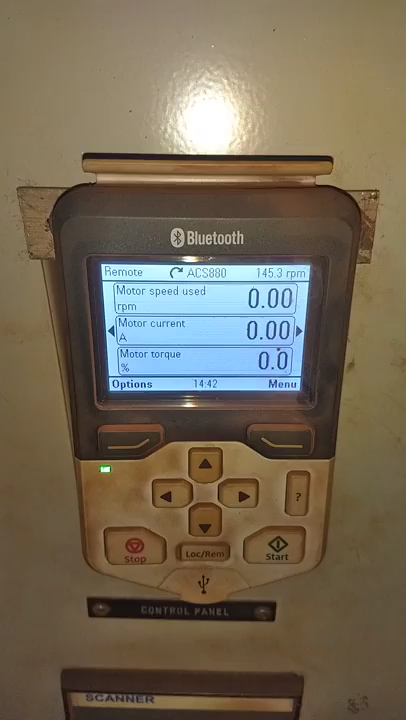 Bluetooth
Remote ACS880 145.3 rpm
Motor speed used 0.00
rpm
Motor current 0.00
A
Motor torque 0.0
%
Options 14:42 Menu
?
Stop Loc/Rem Start
CONTROL PANEL
SCANNER